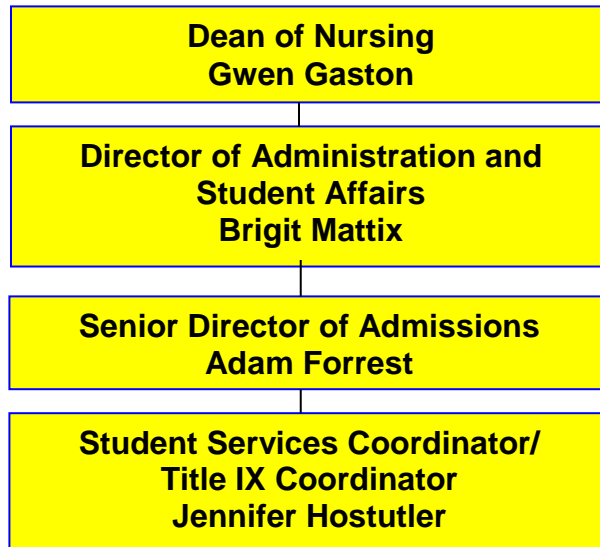 Dean of Nursing
Gwen Gaston
Director of Administration and
Student Affairs
Brigit Mattix
Senior Director of Admissions
Adam Forrest
Student Services Coordinator/
Title IX Coordinator
Jennifer Hostutler